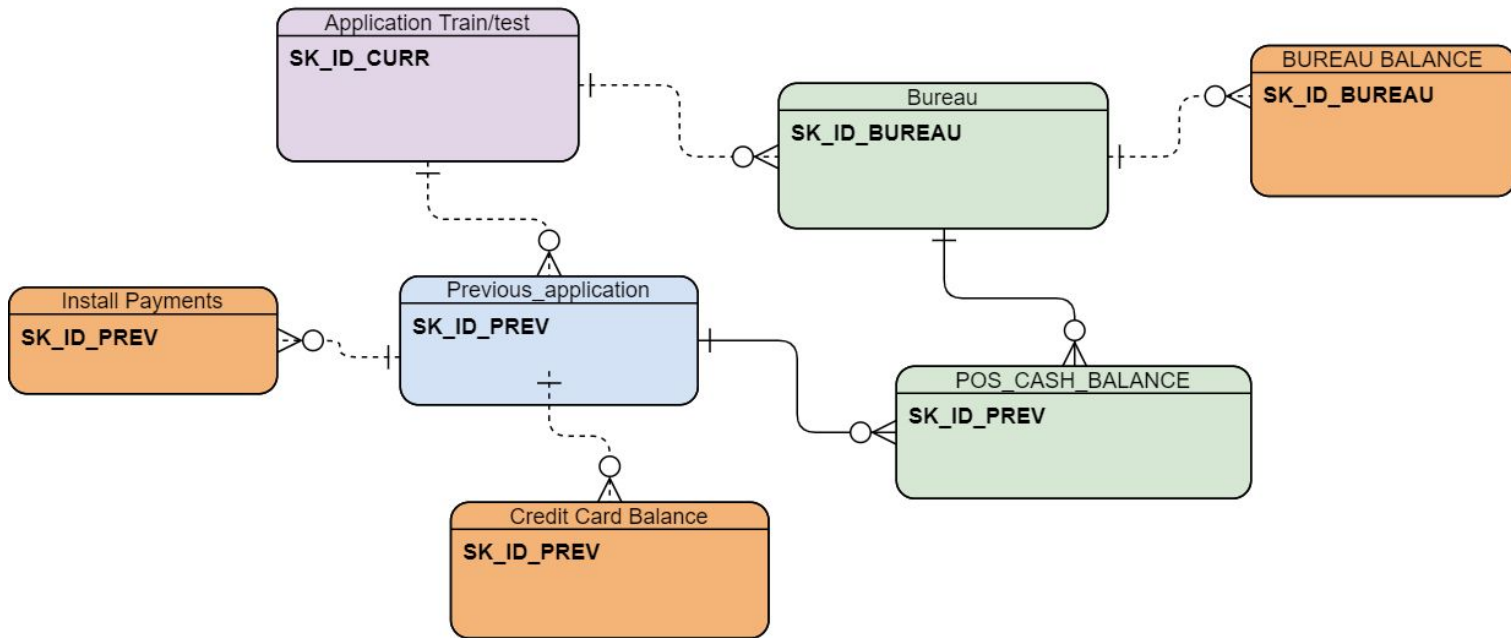 Application Train/test
SK_ID_CURR
BUREAU BALANCE
SK_ID_BUREAU
Bureau
SK_ID_BUREAU
Install Payments
SK_ID_PREV
Previous_application
SK_ID_PREV
POS_CASH_BALANCE
SK_ID_PREV
Credit Card Balance
SK_ID_PREV